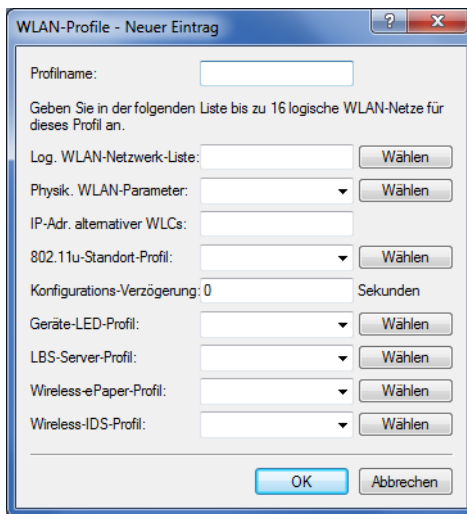 WLAN-Profile - Neuer Eintrag
Profilname:
Geben Sie in der folgenden Liste bis zu 16 logische WLAN-Netze für
dieses Profil an.
Log. WLAN-Netzwerk-Liste: Wählen
Physik. WLAN-Parameter: Wählen
IP-Adr. alternativer WLCs:
802.11u-Standort-Profil: Wählen
Konfigurations-Verzögerung: 0 Sekunden
Geräte-LED-Profil: Wählen
LBS-Server-Profil: Wählen
Wireless-ePaper-Profil: Wählen
Wireless-IDS-Profil: Wählen
OK Abbrechen